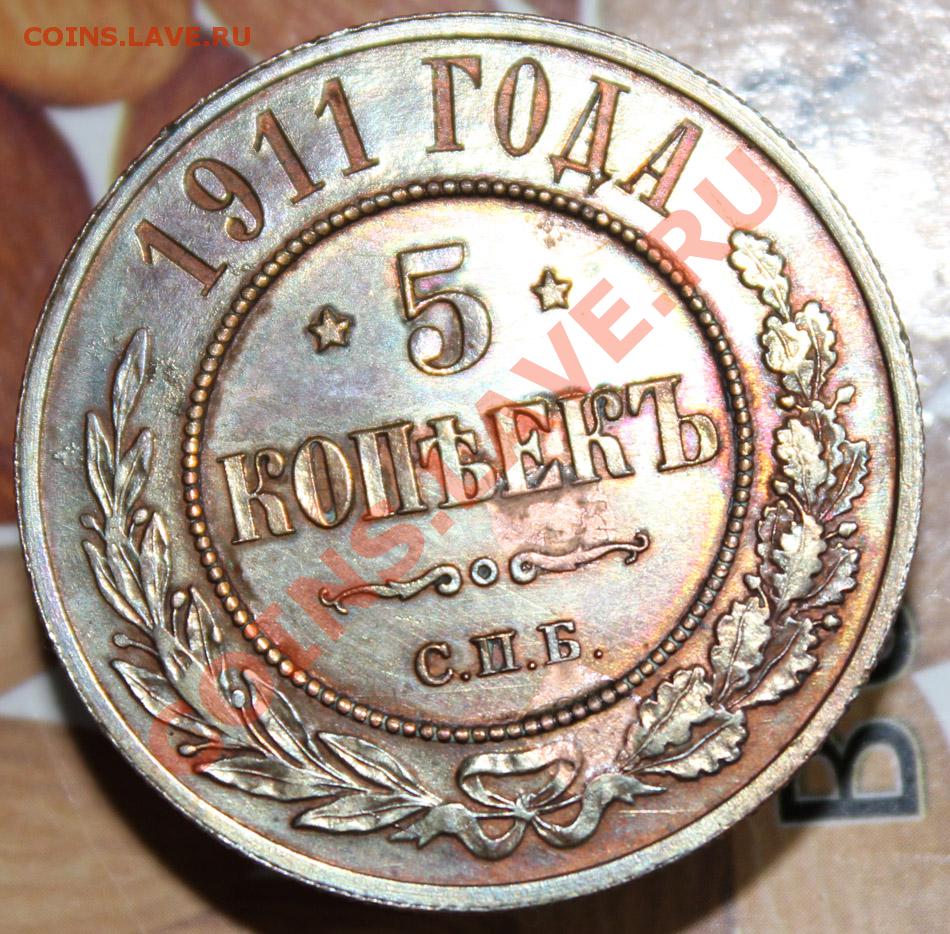 COINS.LAVE.RU
1911 ГОДА
5
КОПѢЕКЪ
С.П.Б.
COINS.LAVE.RU